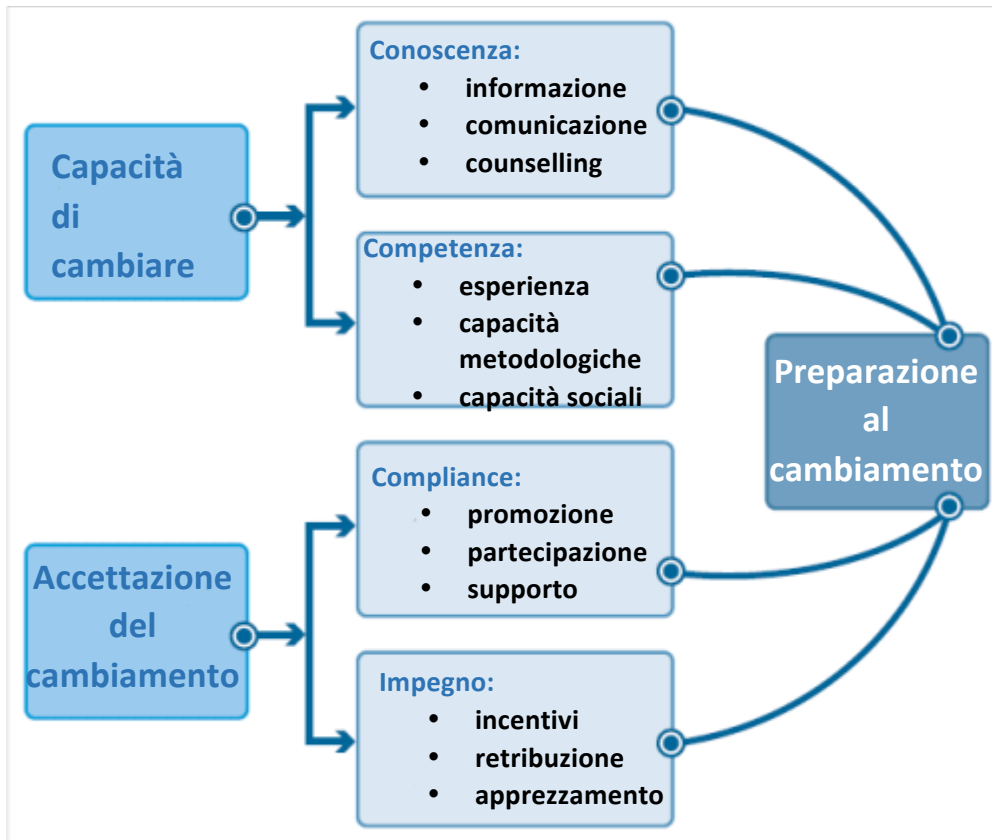 Capacità
di
cambiare
Conoscenza:
• informazione
• comunicazione
• counselling
Competenza:
• esperienza
• capacità
metodologiche
• capacità sociali
Accettazione
del
cambiamento
Compliance:
• promozione
• partecipazione
• supporto
Impegno:
• incentivi
• retribuzione
• apprezzamento
Preparazione
al
cambiamento